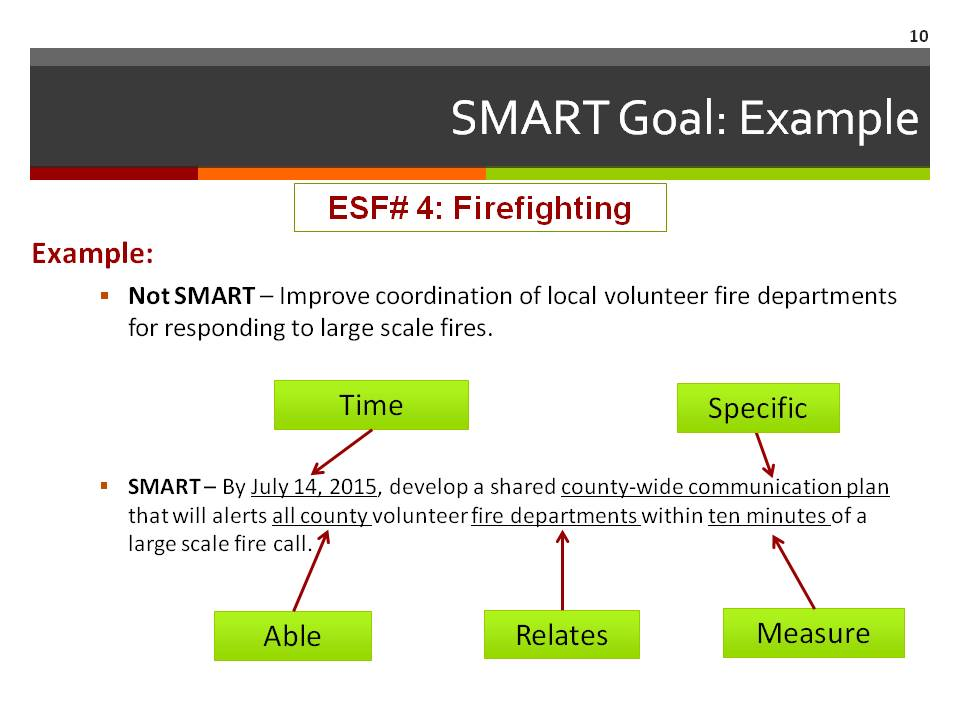 10
SMART Goal: Example
ESF# 4: Firefighting
Example:
▪ Not SMART – Improve coordination of local volunteer fire departments
for responding to large scale fires.
Time
Specific
▪ SMART – By July 14, 2015, develop a shared county-wide communication plan
that will alerts all county volunteer fire departments within ten minutes of a
large scale fire call.
Able
Relates
Measure